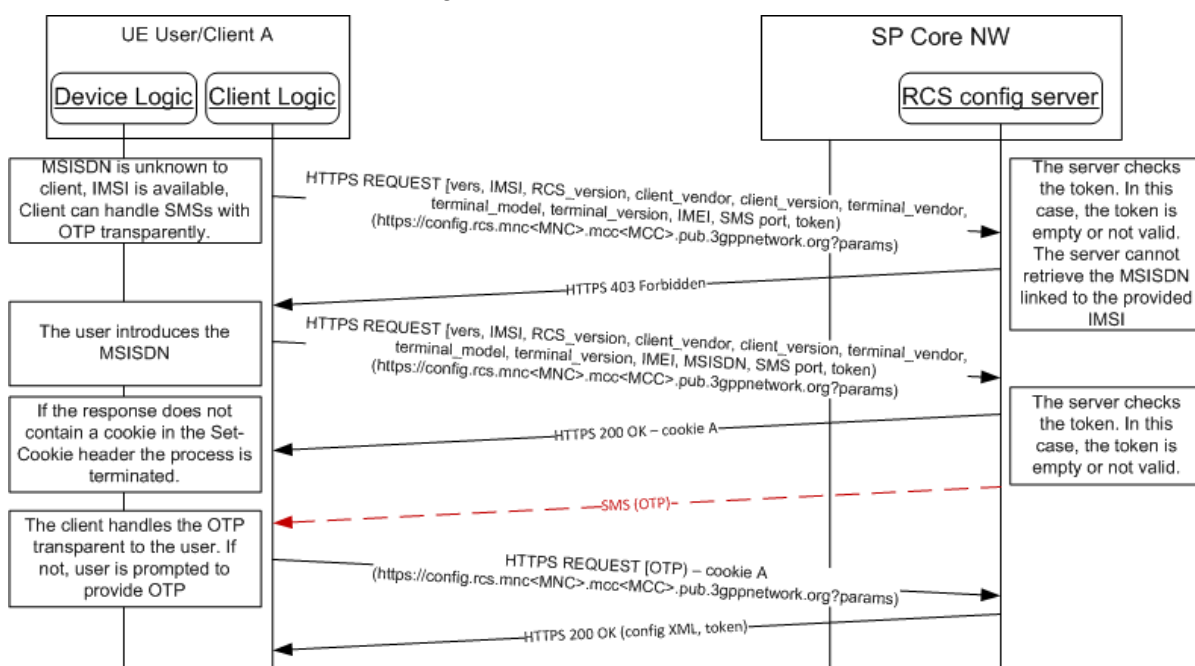 UE User/Client A
SP Core NW
Device Logic
Client Logic
RCS config server
MSISDN is unknown to
client, IMSI is available,
Client can handle SMSs with
OTP transparently.
HTTPS REQUEST [vers, IMSI, RCS_version, client_vendor, client_version, terminal_vendor,
terminal_model, terminal_version, IMEI, SMS port, token)
(https://config.rcs.mnc<MNC>.mcc<MCC>.pub.3gppnetwork.org?params)
The server checks
the token. In this
case, the token is
empty or not valid.
The server cannot
retrieve the MSISDN
linked to the provided
IMSI
HTTPS 403 Forbidden
The user introduces the
MSISDN
HTTPS REQUEST [vers, IMSI, RCS_version, client_vendor, client_version, terminal_vendor,
terminal_model, terminal_version, IMEI, MSISDN, SMS port, token)
(https://config.rcs.mnc<MNC>.mcc<MCC>.pub.3gppnetwork.org?params)
If the response does not
contain a cookie in the Set-
Cookie header the process is
terminated.
HTTPS 200 OK – cookie A
The server checks
the token. In this
case, the token is
empty or not valid.
SMS (OTP)
The client handles the OTP
transparent to the user. If
not, user is prompted to
provide OTP
HTTPS REQUEST [OTP) – cookie A
(https://config.rcs.mnc<MNC>.mcc<MCC>.pub.3gppnetwork.org?params)
HTTPS 200 OK (config XML, token)